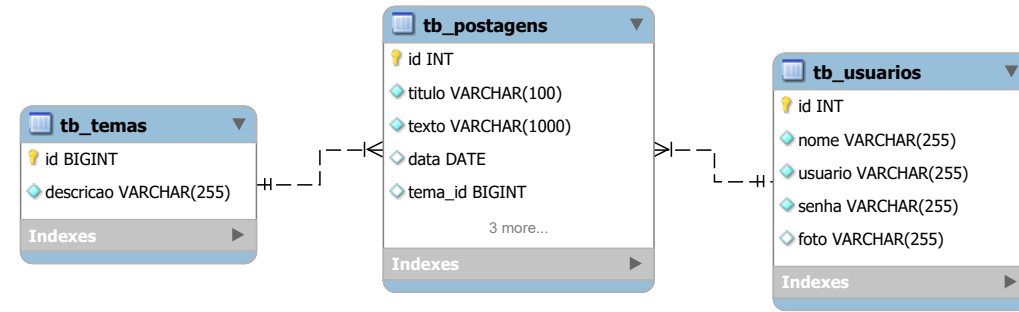 tb_temas
id BIGINT
descricao VARCHAR(255)
Indexes
tb_postagens
id INT
titulo VARCHAR(100)
texto VARCHAR(1000)
data DATE
tema_id BIGINT
3 more...
Indexes
tb_usuarios
id INT
nome VARCHAR(255)
usuario VARCHAR(255)
senha VARCHAR(255)
foto VARCHAR(255)
Indexes